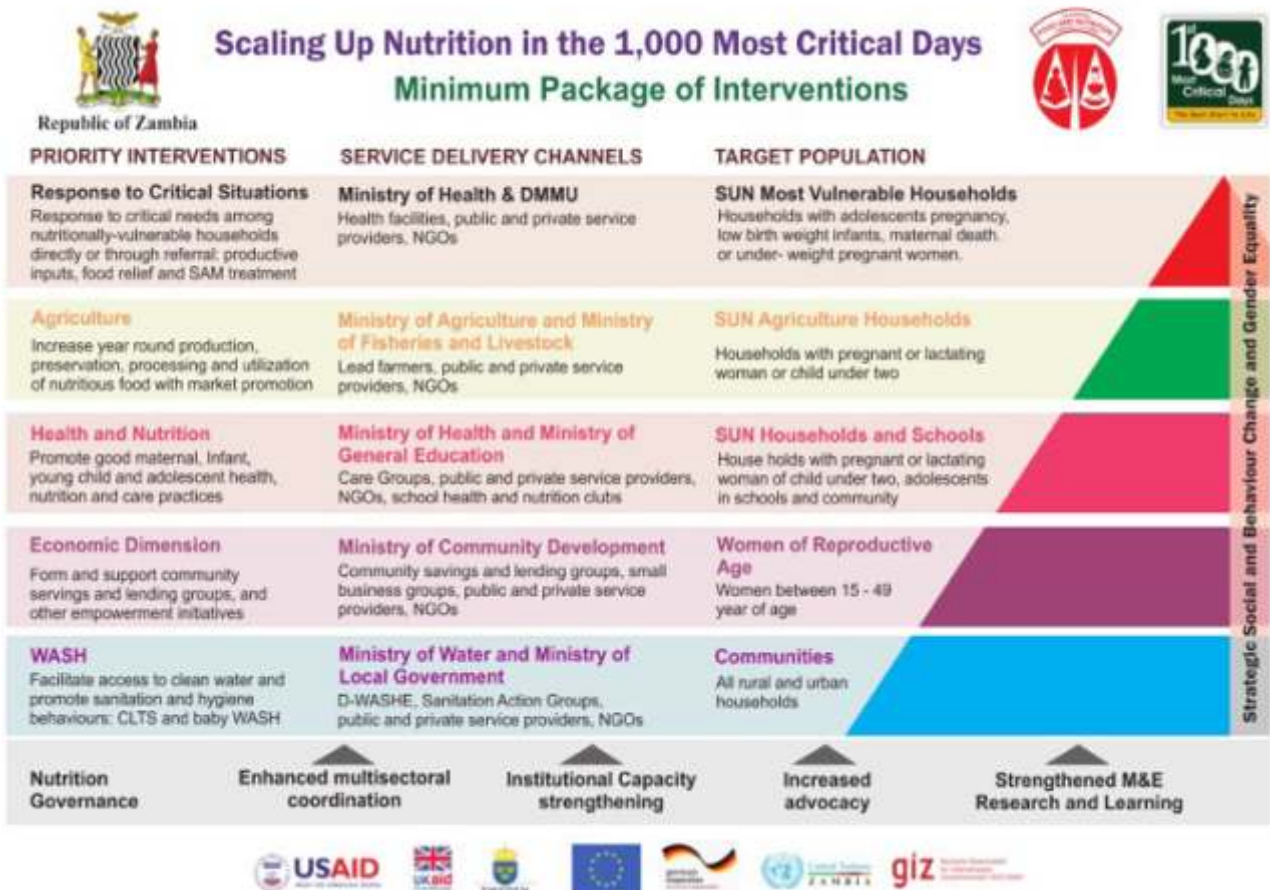 Scaling Up Nutrition in the 1,000 Most Critical Days
Minimum Package of Interventions
Republic of Zambia
1st
1000
Most
Critical
Days
PRIORITY INTERVENTIONS
SERVICE DELIVERY CHANNELS
TARGET POPULATION
Response to Critical Situations
Response to critical needs among
nutritionally-vulnerable households
directly or through referral: productive
inputs, food relief and SAM treatment
Ministry of Health & DMMU
Health facilities, public and private service
providers, NGOs
SUN Most Vulnerable Households
Households with adolescents pregnancy,
low birth weight infants, maternal death.
or under- weight pregnant women.
Agriculture
Increase year round production,
preservation, processing and utilization
of nutritious food with market promotion
Ministry of Agriculture and Ministry
of Fisheries and Livestock
Lead farmers, public and private service
providers, NGOs
SUN Agriculture Households
Households with pregnant or lactating
woman or child under two
Health and Nutrition
Promote good maternal, Infant,
young child and adolescent health,
nutrition and care practices
Ministry of Health and Ministry of
General Education
Care Groups, public and private service providers,
NGOs, school health and nutrition clubs
SUN Households and Schools
House holds with pregnant or lactating
woman of child under two, adolescents
in schools and community
Economic Dimension
Form and support community
servings and lending groups, and
other empowerment initiatives
Ministry of Community Development
Community savings and lending groups, small
business groups, public and private service
providers, NGOs
Women of Reproductive
Age
Women between 15 - 49
year of age
WASH
Facilitate access to clean water and
promote sanitation and hygiene
behaviours: CLTS and baby WASH
Ministry of Water and Ministry of
Local Government
D-WASHE, Sanitation Action Groups,
public and private service providers, NGOs
Communities
All rural and urban
households
Strategic Social and Behaviour Change and Gender Equality
Nutrition
Governance
Enhanced multisectoral
coordination
Institutional Capacity
strengthening
Increased
advocacy
Strengthened M&E
Research and Learning
USAID
UKaid
United Nations
ZAMBIA
giz